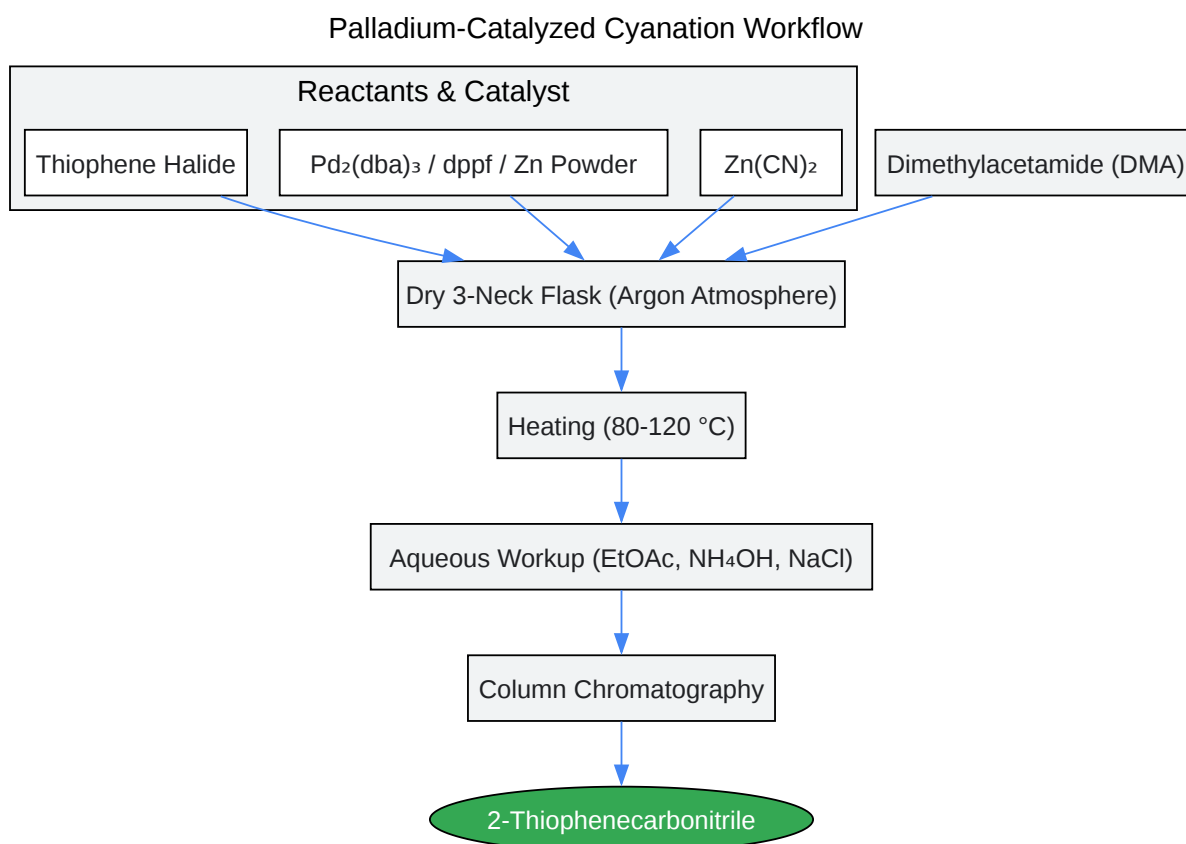 Palladium-Catalyzed Cyanation Workflow
Reactants & Catalyst
Thiophene Halide
Pd₂(dba)₃ / dppf / Zn Powder
Zn(CN)₂
Dimethylacetamide (DMA)
Dry 3-Neck Flask (Argon Atmosphere)
Heating (80-120 °C)
Aqueous Workup (EtOAc, NH₄OH, NaCl)
Column Chromatography
2-Thiophenecarbonitrile